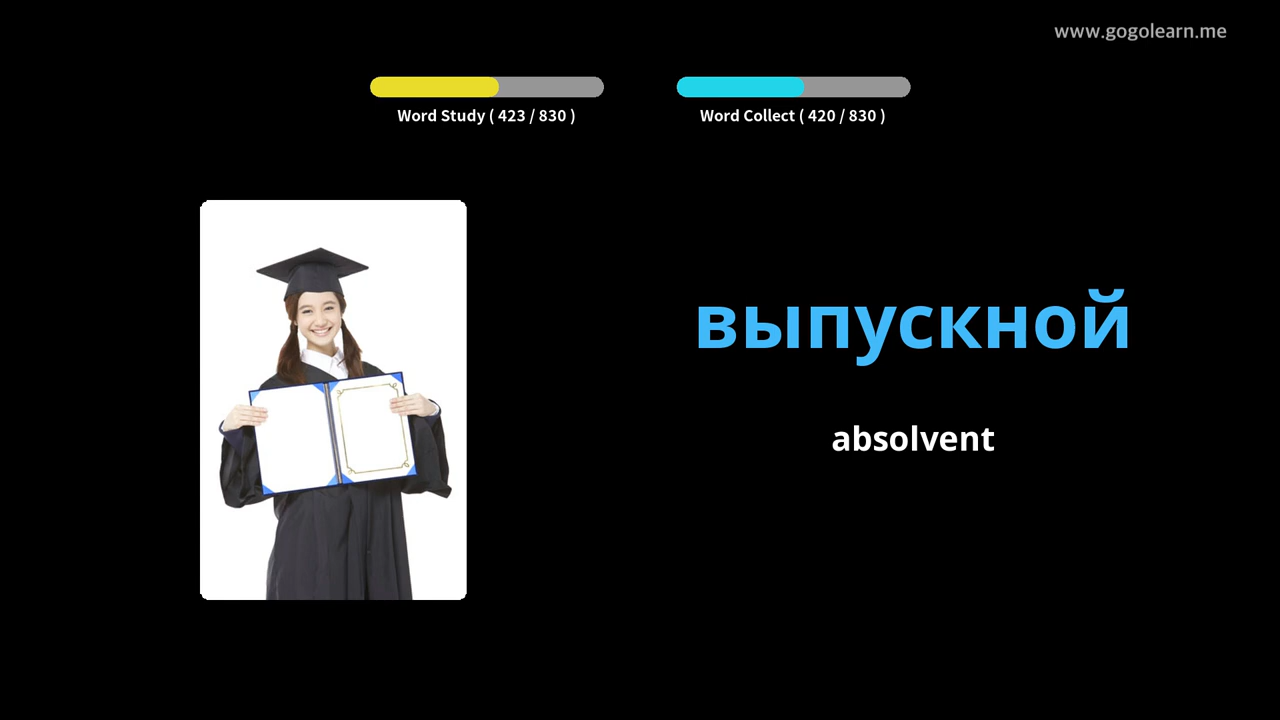 www.gogolearn.me
Word Study ( 423 / 830 )
Word Collect ( 420 / 830 )
выпускной
absolvent